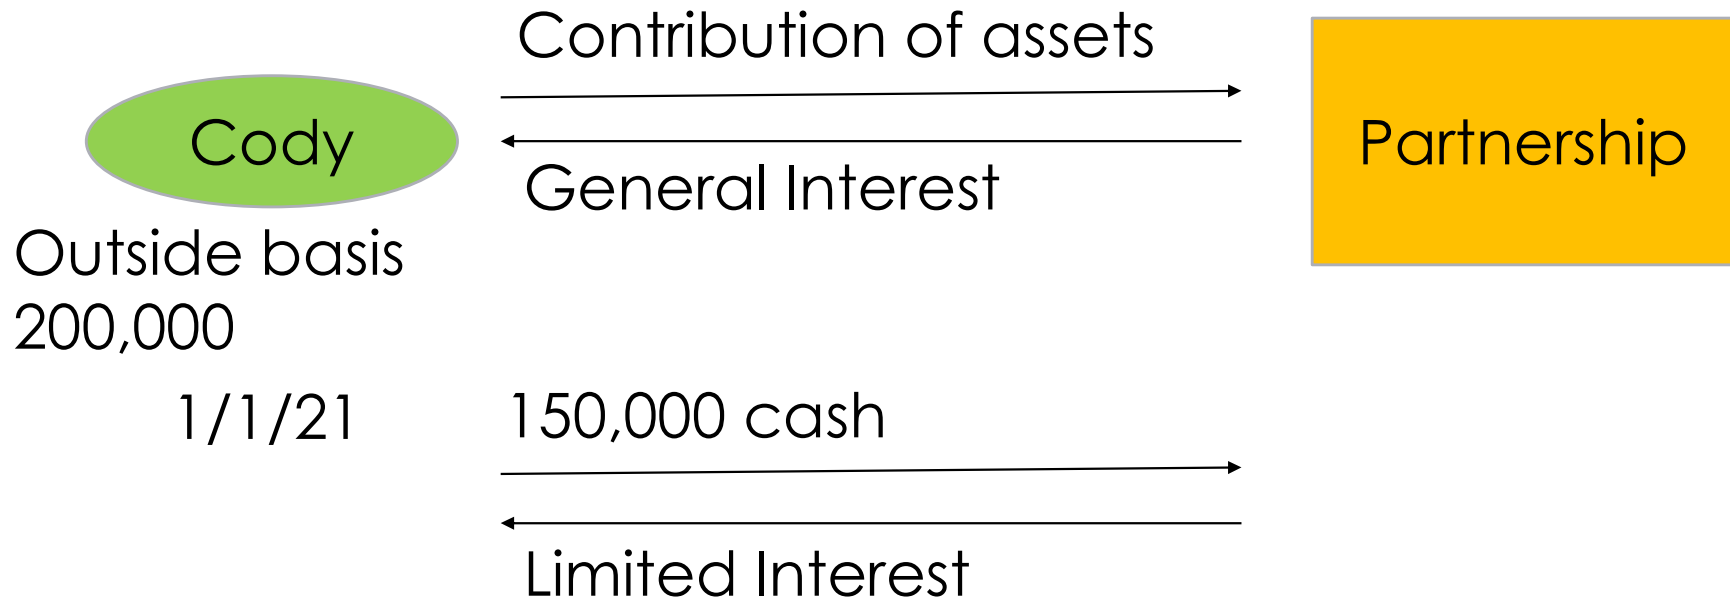 Contribution of assets
Cody
Partnership
General Interest
Outside basis
200,000
1/1/21
150,000 cash
Limited Interest